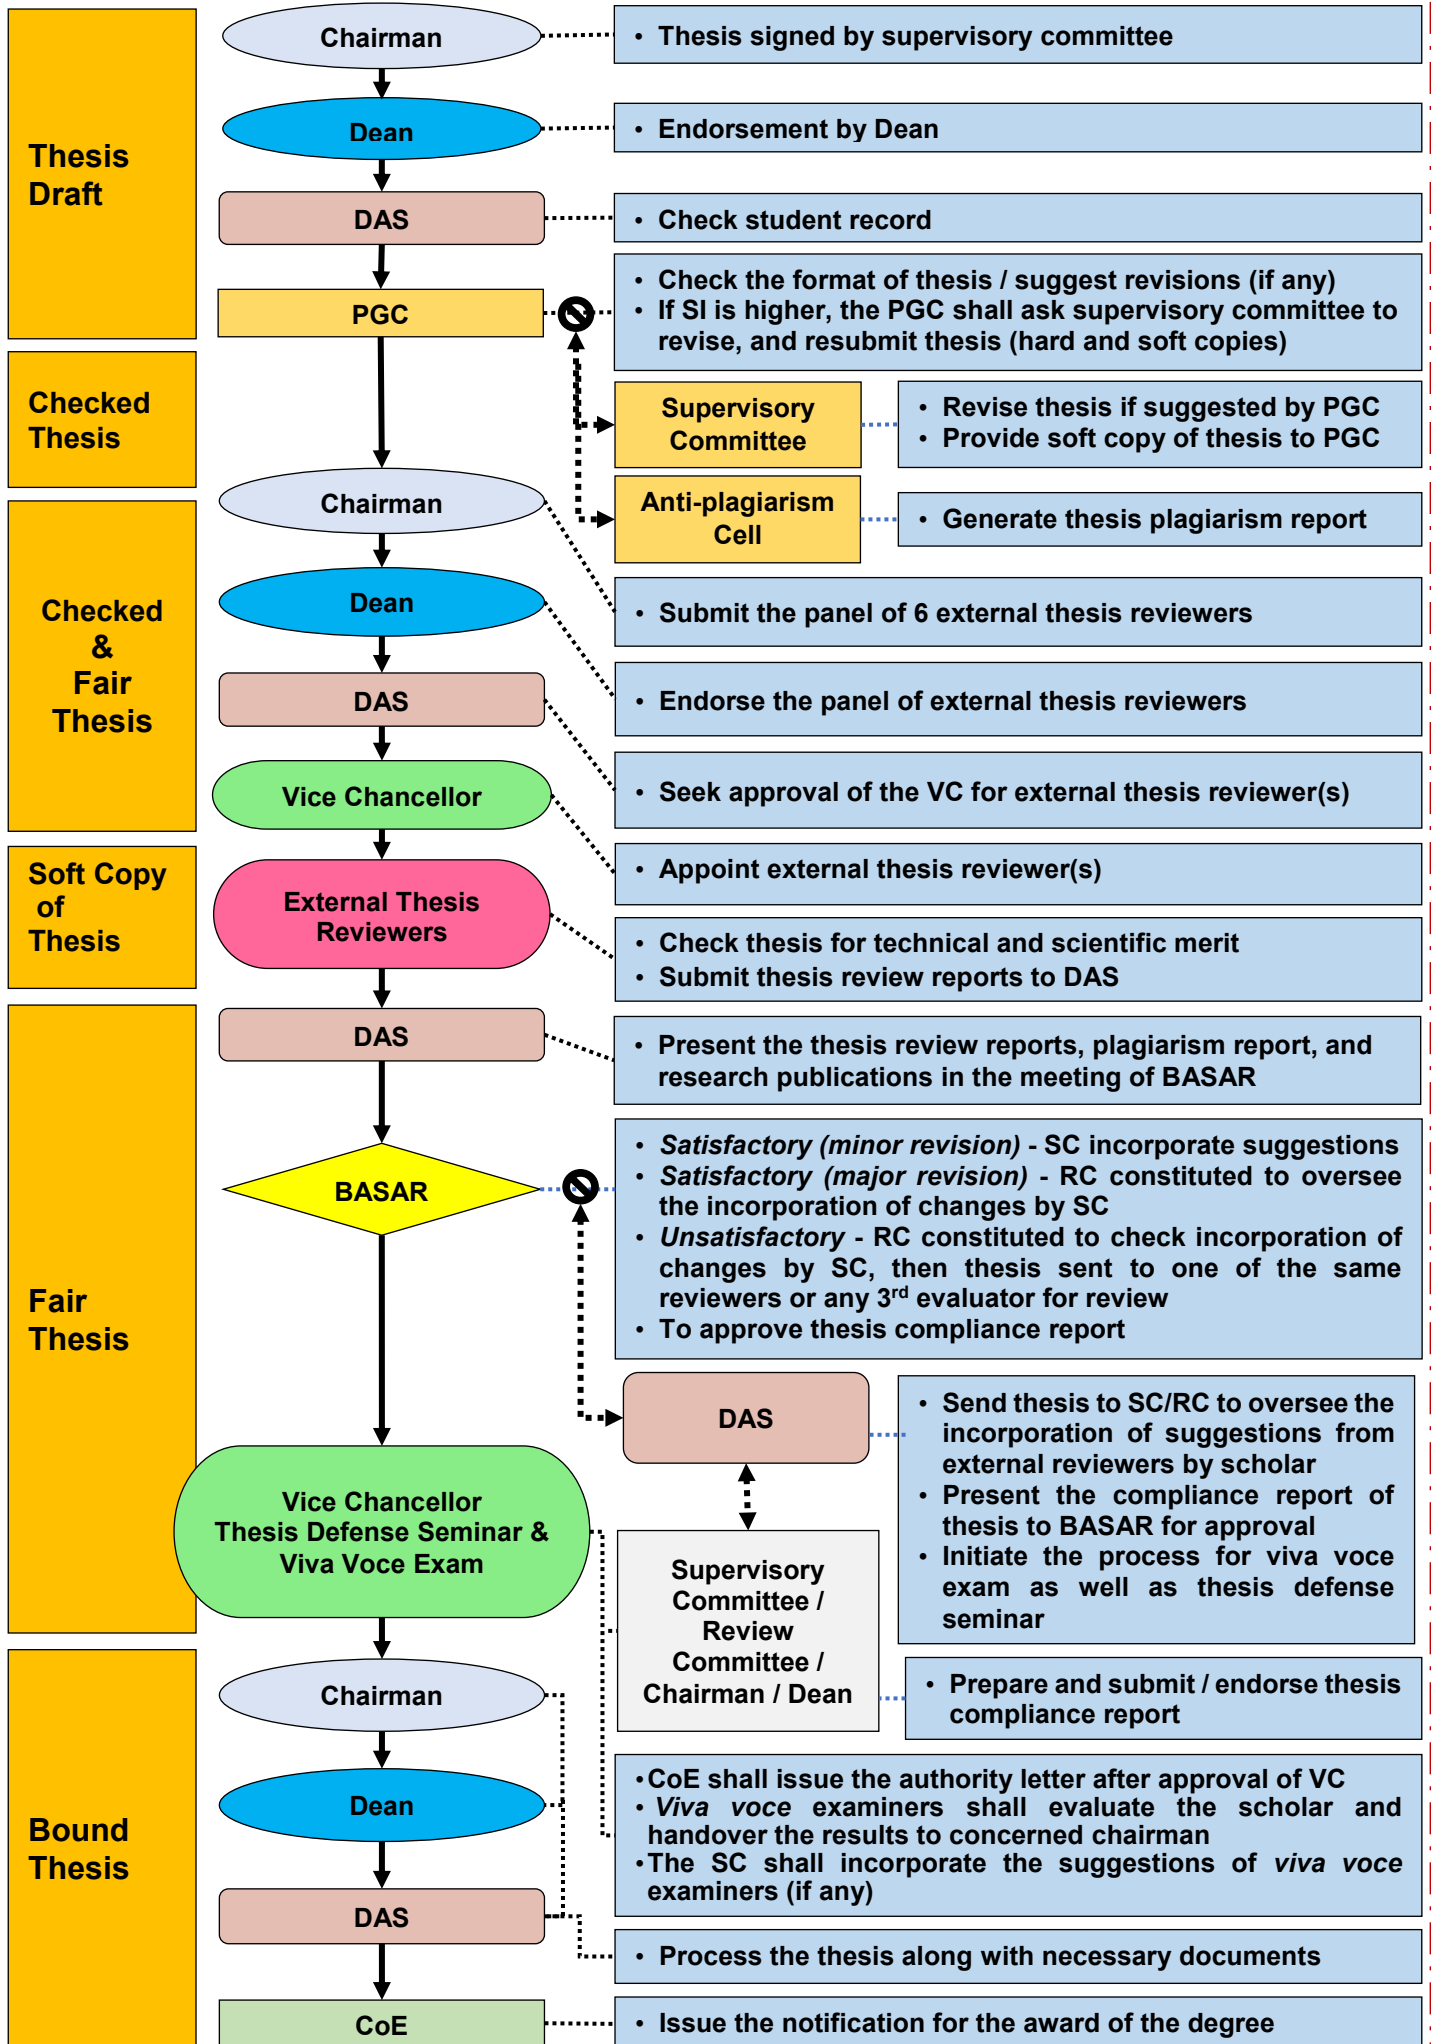 Thesis
Draft
Chairman
• Thesis signed by supervisory committee
Dean
• Endorsement by Dean
DAS
• Check student record
PGC
• Check the format of thesis / suggest revisions (if any)
• If SI is higher, the PGC shall ask supervisory committee to
revise, and resubmit thesis (hard and soft copies)
Checked
Thesis
Supervisory
Committee
• Revise thesis if suggested by PGC
• Provide soft copy of thesis to PGC
Anti-plagiarism
Cell
• Generate thesis plagiarism report
Checked
&
Fair
Thesis
Chairman
• Submit the panel of 6 external thesis reviewers
Dean
• Endorse the panel of external thesis reviewers
DAS
• Seek approval of the VC for external thesis reviewer(s)
Vice Chancellor
• Appoint external thesis reviewer(s)
Soft Copy
of
Thesis
External Thesis
Reviewers
• Check thesis for technical and scientific merit
• Submit thesis review reports to DAS
Fair
Thesis
DAS
• Present the thesis review reports, plagiarism report, and
research publications in the meeting of BASAR
BASAR
• Satisfactory (minor revision) - SC incorporate suggestions
• Satisfactory (major revision) - RC constituted to oversee
the incorporation of changes by SC
• Unsatisfactory - RC constituted to check incorporation of
changes by SC, then thesis sent to one of the same
reviewers or any 3rd evaluator for review
• To approve thesis compliance report
DAS
• Send thesis to SC/RC to oversee the
incorporation of suggestions from
external reviewers by scholar
• Present the compliance report of
thesis to BASAR for approval
• Initiate the process for viva voce
exam as well as thesis defense
seminar
Vice Chancellor
Thesis Defense Seminar &
Viva Voce Exam
Supervisory
Committee /
Review
Committee /
Chairman / Dean
• Prepare and submit / endorse thesis
compliance report
Bound
Thesis
Chairman
Dean
• CoE shall issue the authority letter after approval of VC
• Viva voce examiners shall evaluate the scholar and
handover the results to concerned chairman
• The SC shall incorporate the suggestions of viva voce
examiners (if any)
DAS
• Process the thesis along with necessary documents
CoE
• Issue the notification for the award of the degree